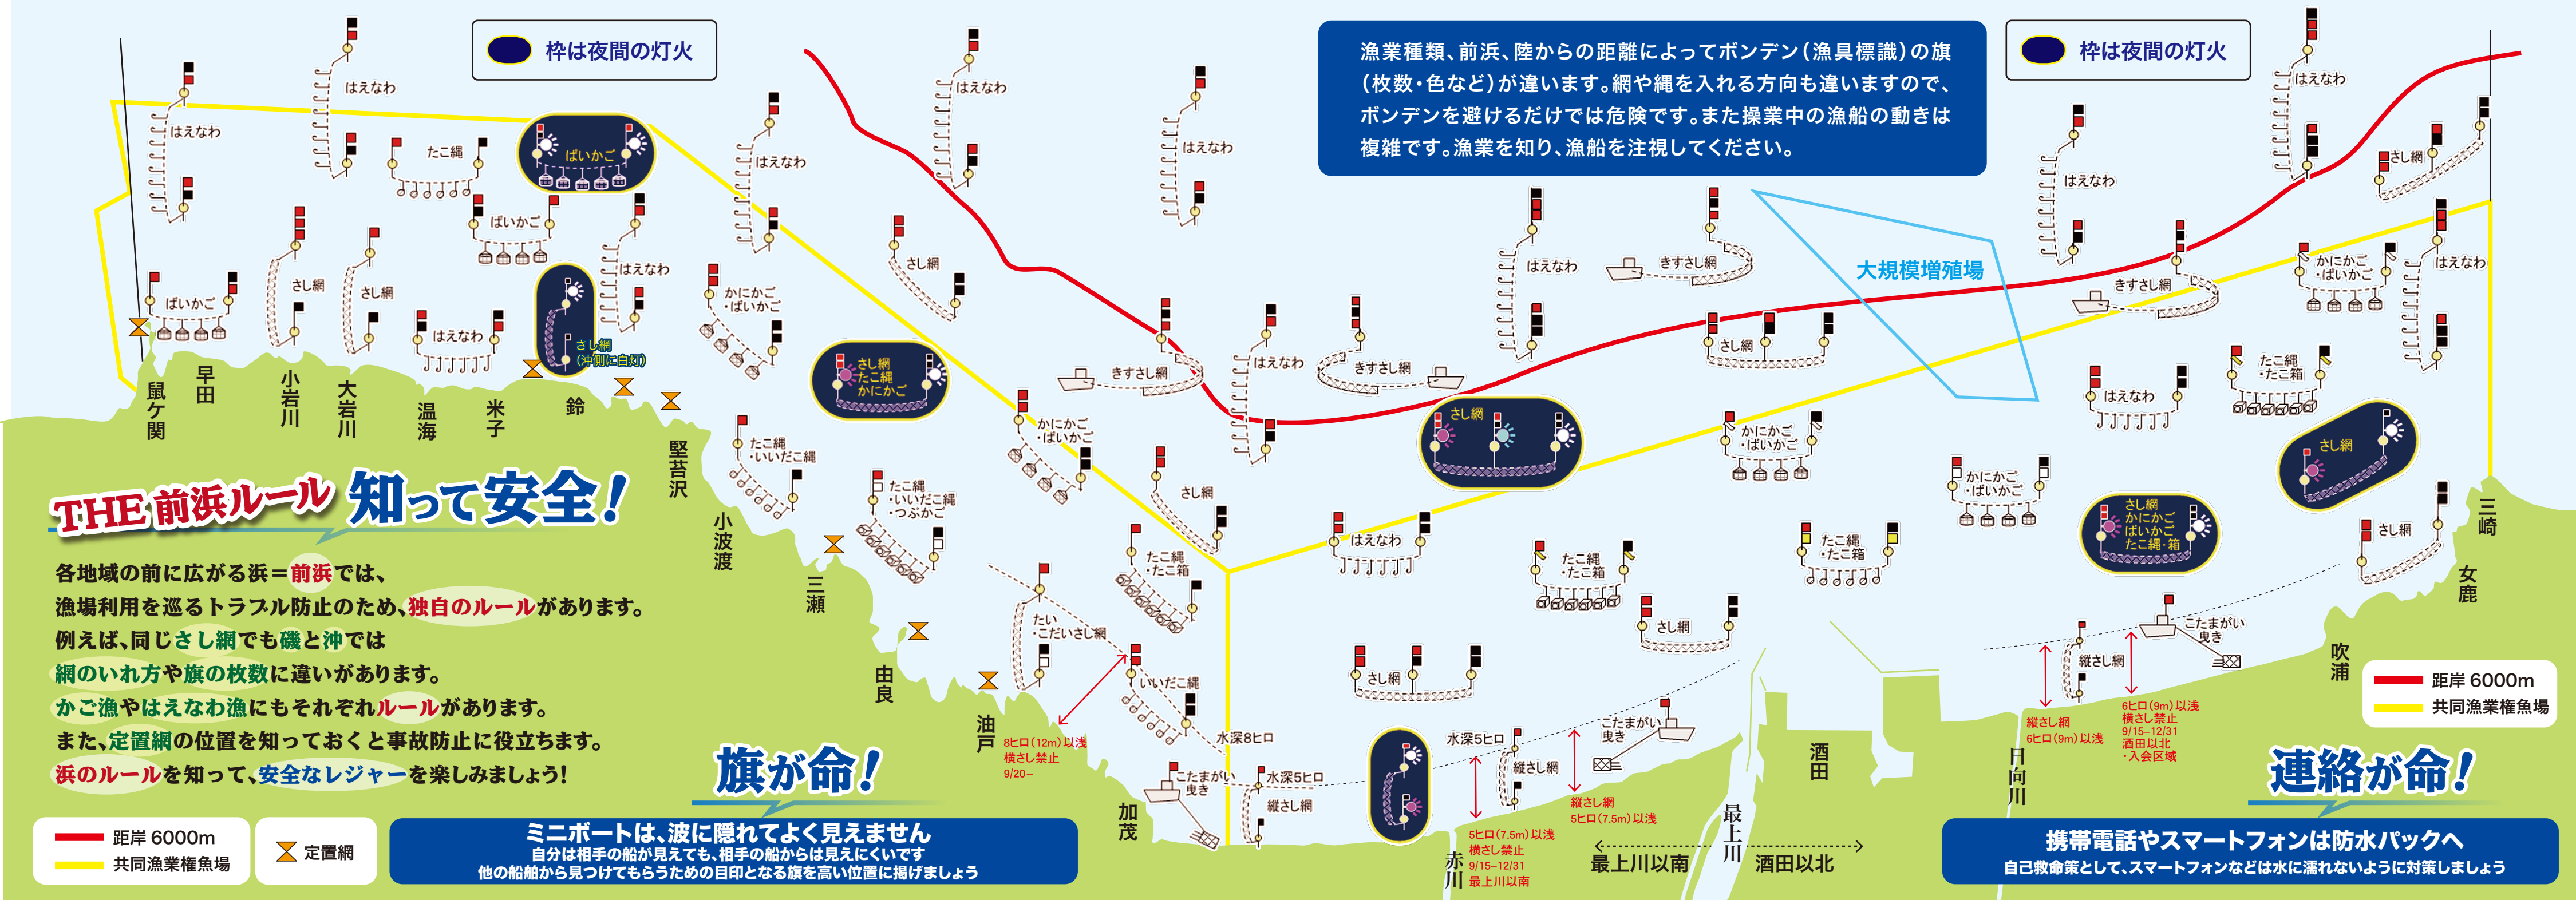 枠は夜間の灯火
漁業種類、前浜、陸からの距離によってボンデン(漁具標識)の旗
(枚数・色など)が違います。網や縄を入れる方向も違いますので、
ボンデンを避けるだけでは危険です。また操業中の漁船の動きは
複雑です。漁業を知り、漁船を注視してください。
枠は夜間の灯火
はえなわ
はえなわ
たこ縄
ばいかご
ばいかご
はえなわ
ばいかご
さし網
さし網
はえなわ
さし網
(沖側に白灯)
はえなわ
はえなわ
はえなわ
さし網
かにかご
・ばいかご
さし網
たこ縄
かにかご
きすさし網
はえなわ
きすさし網
はえなわ
きすさし網
大規模増殖場
はえなわ
はえなわ
さし網
きすさし網
かにかご
・ばいかご
はえなわ
さし網
はえなわ
たこ縄
・たこ箱
さし網
さし網
かにかご
・ばいかご
かにかご
・ばいかご
かにかご
・ばいかご
たこ縄
・いいだこ縄
たこ縄
・いいだこ縄
・つぶかご
さし網
はえなわ
たこ縄
・たこ箱
たこ縄
・たこ箱
たこ縄
・たこ箱
さし網
かにかご
ばいかご
たこ縄・箱
さし網
たい
・こだいさし網
いいだこ縄
さし網
さし網
こたまがい
曳き
縦さし網
水深8ヒロ
水深5ヒロ
水深5ヒロ
こたまがい
曳き
縦さし網
縦さし網
こたまがい
曳き
8ヒロ(12m)以浅
横さし禁止
9/20–
5ヒロ(7.5m)以浅
横さし禁止
9/15–12/31
最上川以南
縦さし網
5ヒロ(7.5m)以浅
縦さし網
6ヒロ(9m)以浅
6ヒロ(9m)以浅
横さし禁止
9/15–12/31
酒田以北
・入会区域
鼠ケ関
早田
小岩川
大岩川
温海
米子
鈴
堅苔沢
小波渡
三瀬
由良
油戸
加茂
赤川
最上川
酒田
日向川
吹浦
女鹿
三崎
最上川以南
酒田以北
THE 前浜ルール 知って安全!
各地域の前に広がる浜=前浜では、
漁場利用を巡るトラブル防止のため、独自のルールがあります。
例えば、同じさし網でも磯と沖では
網のいれ方や旗の枚数に違いがあります。
かご漁やはえなわ漁にもそれぞれルールがあります。
また、定置網の位置を知っておくと事故防止に役立ちます。
浜のルールを知って、安全なレジャーを楽しみましょう!
距岸 6000m
共同漁業権魚場
定置網
旗が命!
ミニボートは、波に隠れてよく見えません
自分は相手の船が見えても、相手の船からは見えにくいです
他の船舶から見つけてもらうための目印となる旗を高い位置に掲げましょう
距岸 6000m
共同漁業権魚場
連絡が命!
携帯電話やスマートフォンは防水パックへ
自己救命策として、スマートフォンなどは水に濡れないように対策しましょう